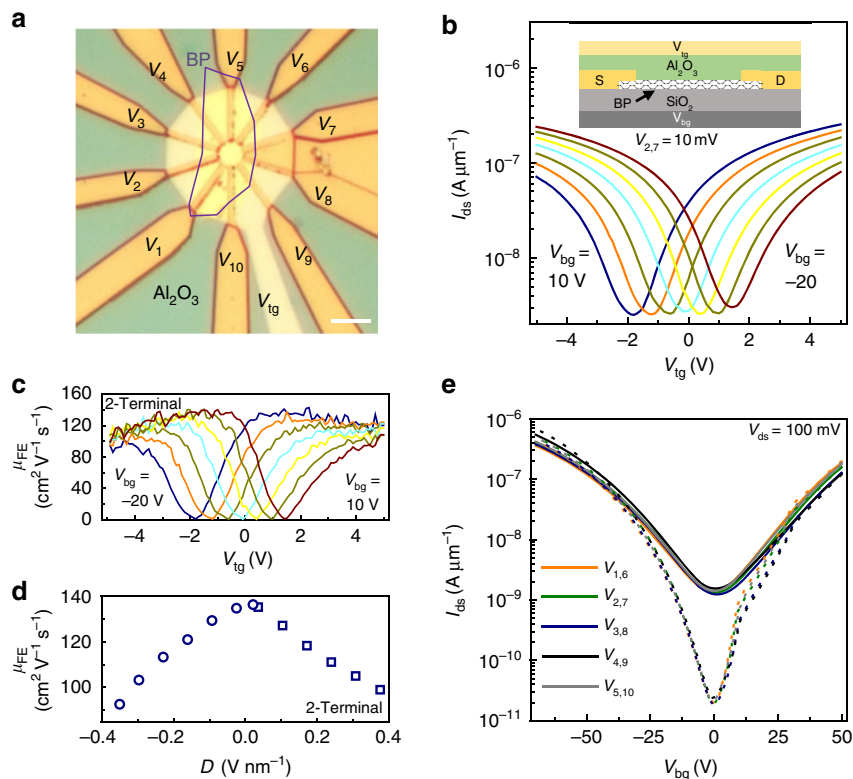 a
BP
V4
V5
V6
V3
V7
V2
V8
V1
V10
V9
Al2O3
Vtg
b
Vtg
Al2O3
S
D
BP
SiO2
Vbg
V2,7 = 10 mV
10−6
10−7
10−8
Ids (A μm−1)
Vbg =
10 V
Vbg =
−20
−4
−2
0
2
4
Vtg (V)
c
2-Terminal
160
120
80
40
0
μFE
(cm2 V−1 s−1)
Vbg =
−20 V
Vbg =
10 V
−4
−2
0
2
4
Vtg (V)
d
140
120
100
μFE
(cm2 V−1 s−1)
2-Terminal
−0.4
−0.2
0.0
0.2
0.4
D (V nm−1)
e
Vds = 100 mV
10−6
10−7
10−8
10−9
10−10
10−11
Ids (A μm−1)
V1,6
V2,7
V3,8
V4,9
V5,10
−50
−25
0
25
50
Vbg (V)